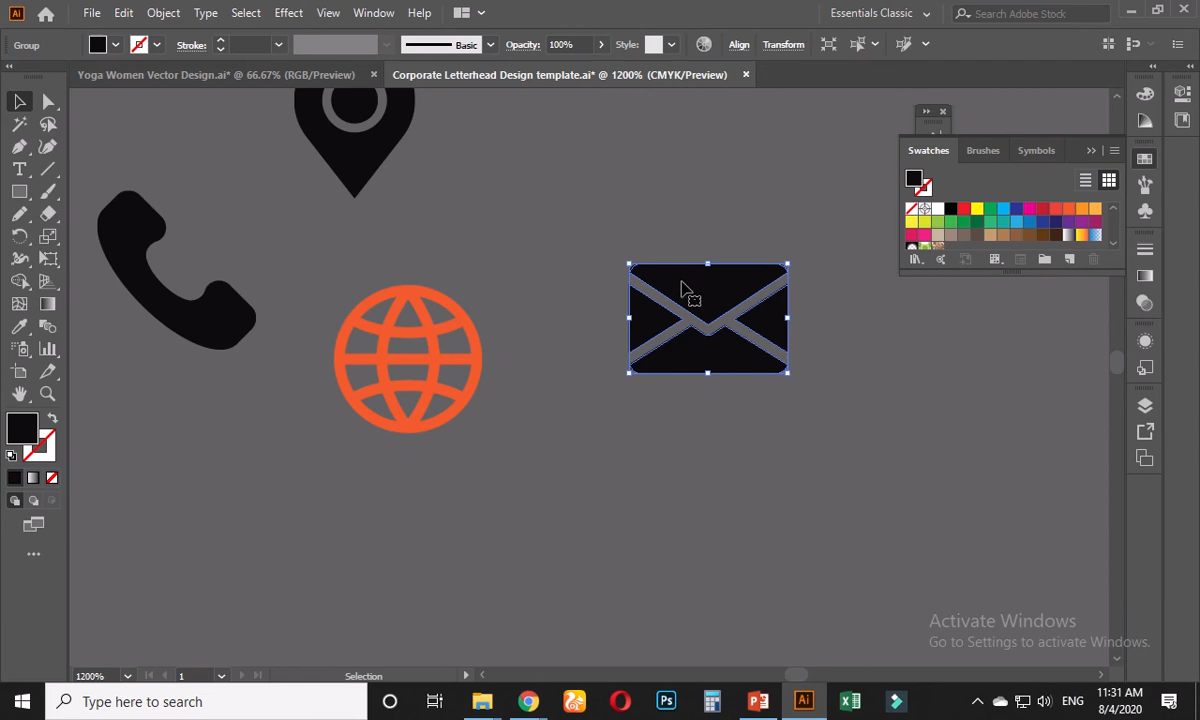 Ai File Edit Object Type Select Effect View Window Help Essentials Classic Search Adobe Stock
Group Stroke: Basic Opacity: 100% Style: Align Transform
Yoga Women Vector Design.ai* @ 66.67% (RGB/Preview) Corporate Letterhead Design template.ai* @ 1200% (CMYK/Preview)
Swatches Brushes Symbols
Activate Windows
Go to Settings to activate Windows.
1200% 1 Selection
Type here to search Ps Ai ENG 11:31 AM
8/4/2020